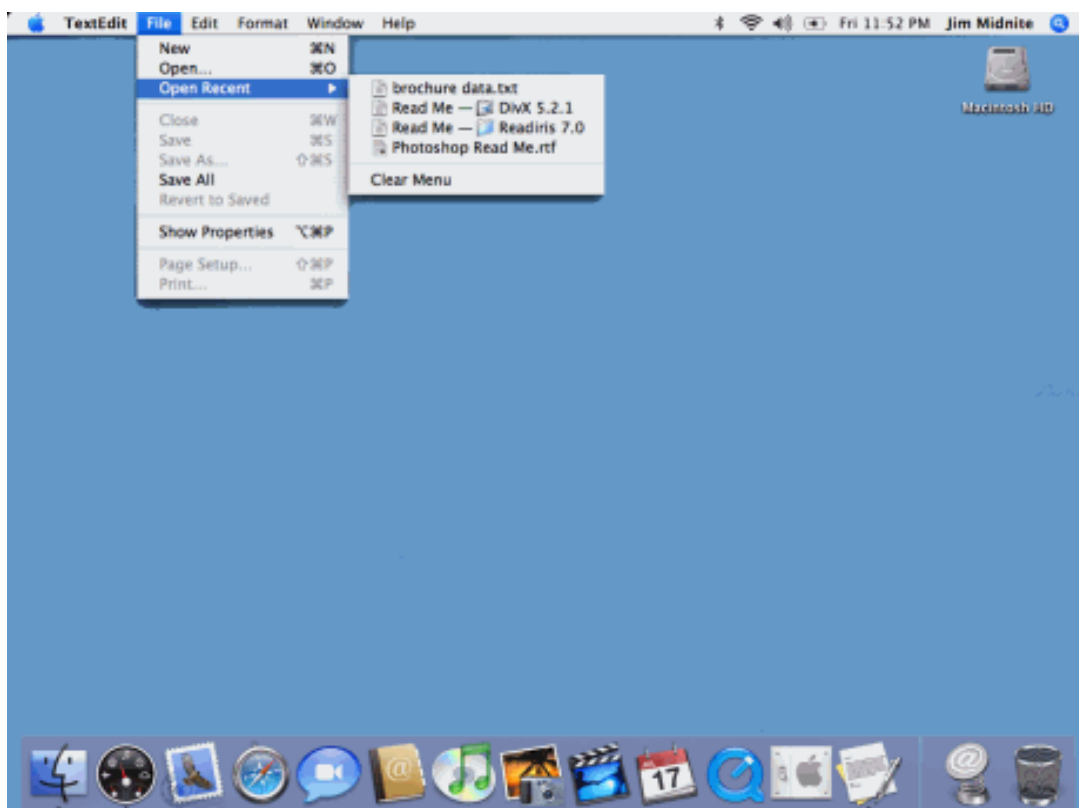 TextEdit File Edit Format Window Help Fri 11:52 PM Jim Midnite
New ⌘N
Open... ⌘O
Open Recent
Close ⌘W
Save ⌘S
Save As... ⇧⌘S
Save All
Revert to Saved
Show Properties ⌥⌘P
Page Setup... ⇧⌘P
Print... ⌘P
brochure data.txt
Read Me — DivX 5.2.1
Read Me — Readiris 7.0
Photoshop Read Me.rtf
Clear Menu
Macintosh HD
17